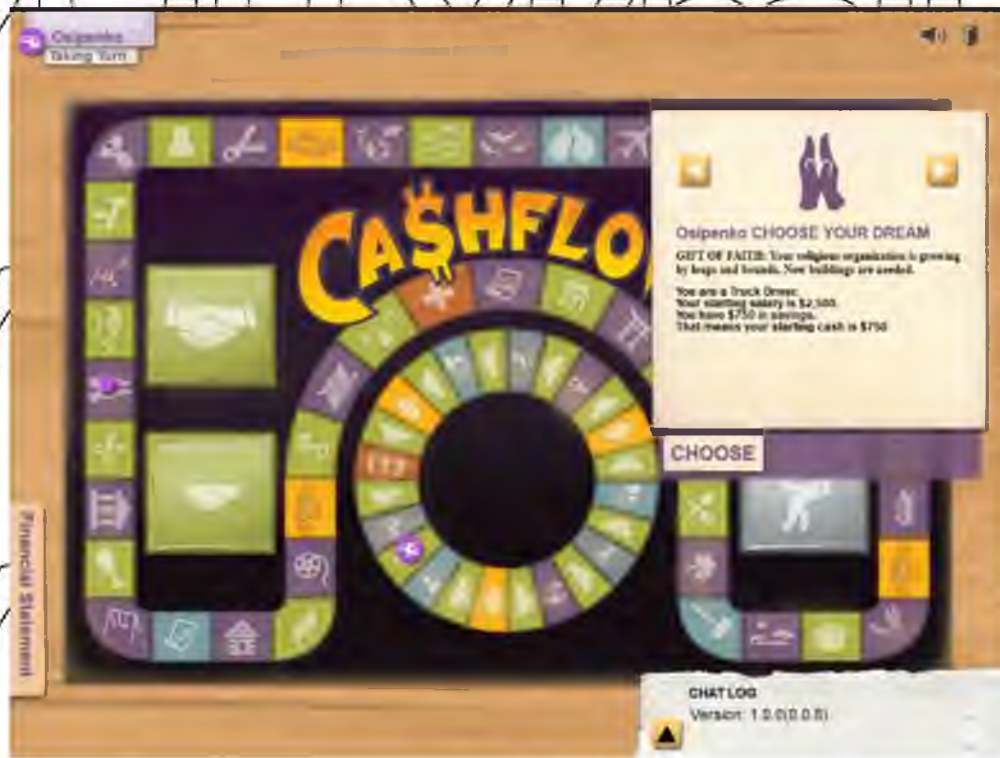 Osipenko
Taking Turn
CA$HFLO
Osipenko CHOOSE YOUR DREAM
GIFT OF FAITH: Your religious organization is growing
by leaps and bounds. New buildings are needed.
You are a Truck Driver.
Your starting salary is $2,500.
You have $750 in savings.
That means your starting cash is $750
CHOOSE
Financial Statement
CHAT LOG
Version: 1.0.0(0.0.8)